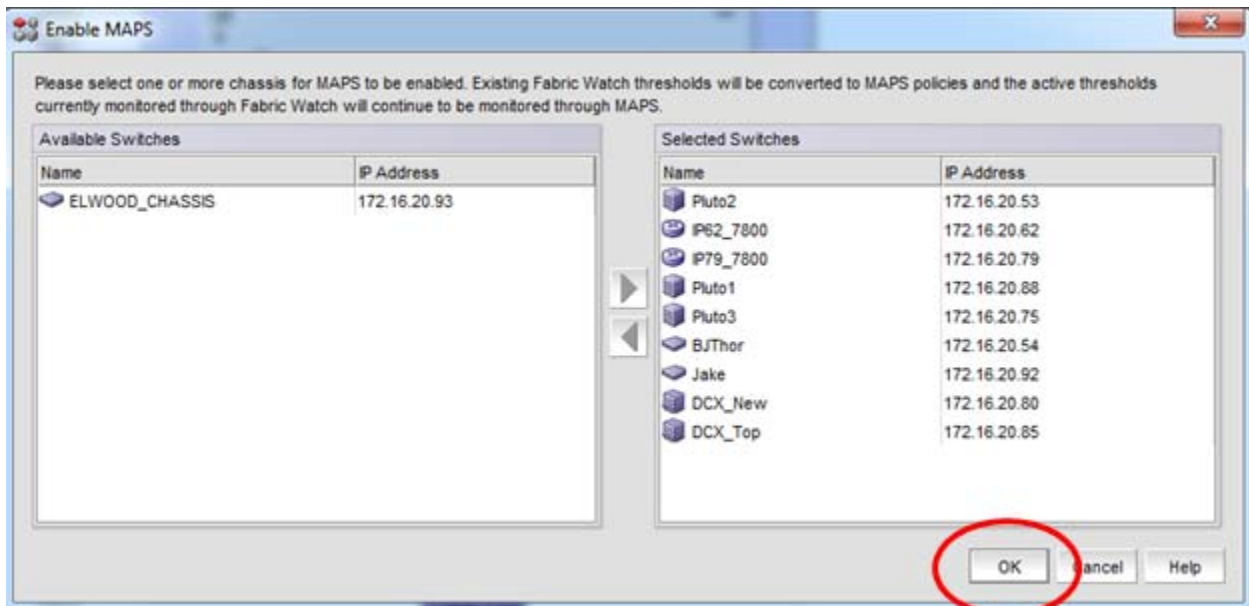 Enable MAPS
Please select one or more chassis for MAPS to be enabled. Existing Fabric Watch thresholds will be converted to MAPS policies and the active thresholds
currently monitored through Fabric Watch will continue to be monitored through MAPS.
Available Switches
Name IP Address
ELWOOD_CHASSIS 172.16.20.93
Selected Switches
Name IP Address
Pluto2 172.16.20.53
IP62_7800 172.16.20.62
IP79_7800 172.16.20.79
Pluto1 172.16.20.88
Pluto3 172.16.20.75
BJThor 172.16.20.54
Jake 172.16.20.92
DCX_New 172.16.20.80
DCX_Top 172.16.20.85
OK Cancel Help